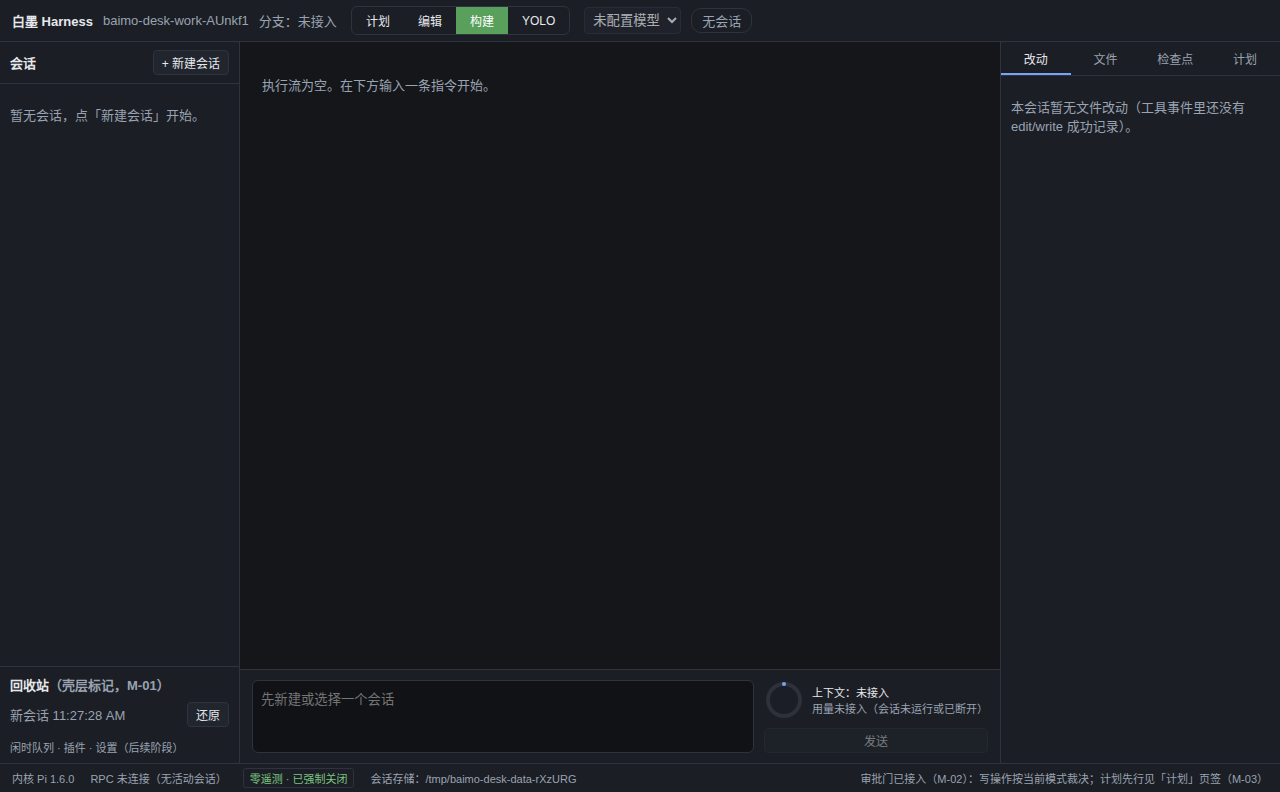 白墨 Harness baimo-desk-work-AUnkf1 分支：未接入 计划 编辑 构建 YOLO 未配置模型 无会话
会话 + 新建会话
暂无会话，点「新建会话」开始。
执行流为空。在下方输入一条指令开始。
改动 文件 检查点 计划
本会话暂无文件改动（工具事件里还没有
edit/write 成功记录）。
回收站（壳层标记，M-01）
新会话 11:27:28 AM 还原
闲时队列 · 插件 · 设置（后续阶段）
先新建或选择一个会话
上下文：未接入
用量未接入（会话未运行或已断开）
发送
内核 Pi 1.6.0 RPC 未连接（无活动会话） 零遥测 · 已强制关闭 会话存储：/tmp/baimo-desk-data-rXzURG 审批门已接入（M-02）：写操作按当前模式裁决；计划先行见「计划」页签（M-03）